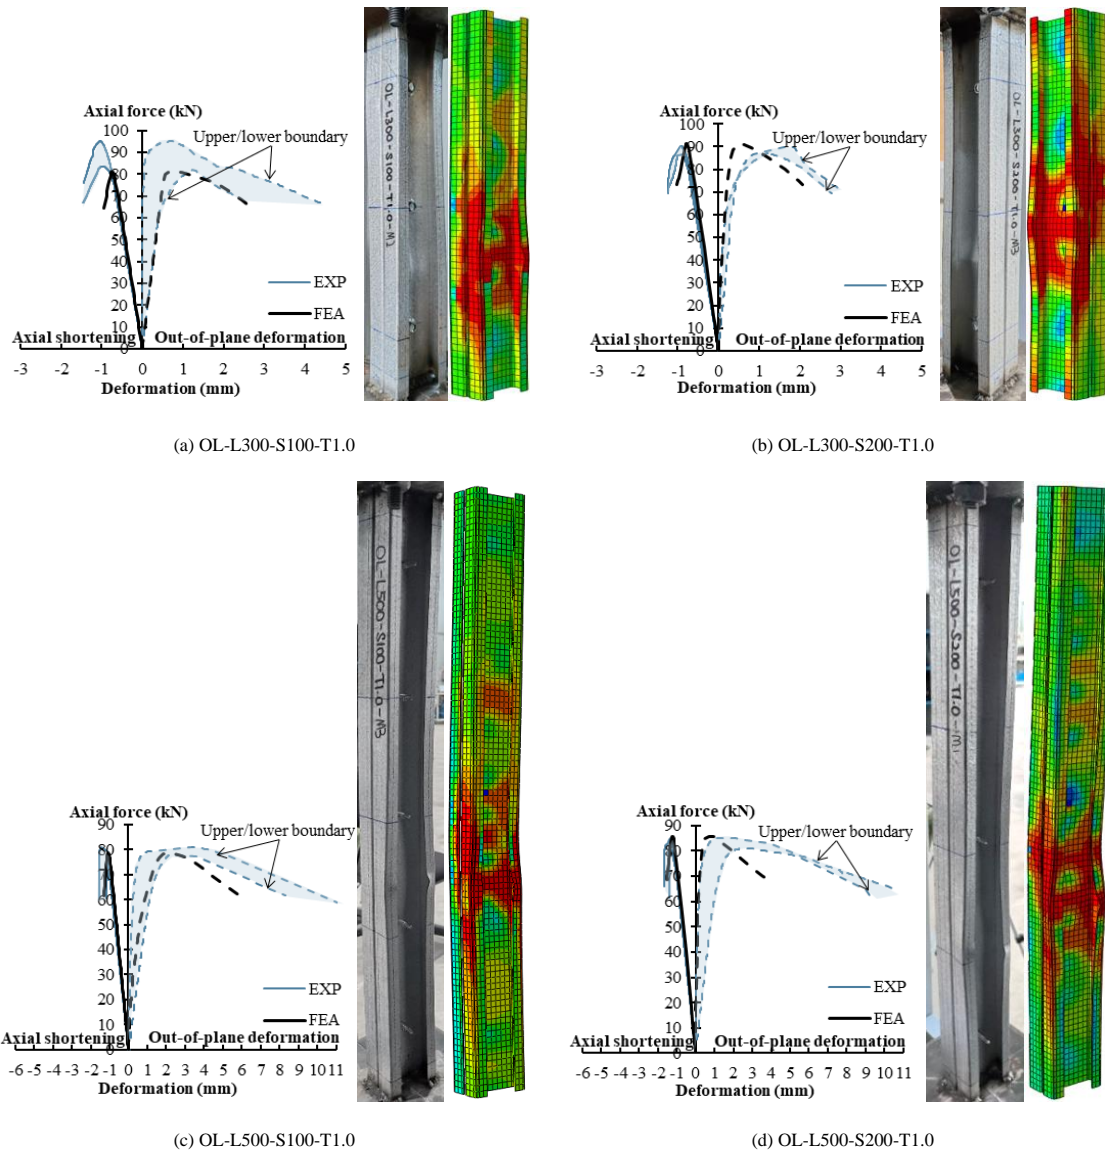 Axial force (kN)
100
90
80
70
60
50
40
30
20
10
0
Upper/lower boundary
EXP
FEA
Axial shortening
Out-of-plane deformation
-3 -2 -1 0 1 2 3 4 5
Deformation (mm)
OL-L300-S100-T1.0-M1
(a) OL-L300-S100-T1.0
Axial force (kN)
100
90
80
70
60
50
40
30
20
10
0
Upper/lower boundary
EXP
FEA
Axial shortening
Out-of-plane deformation
-3 -2 -1 0 1 2 3 4 5
Deformation (mm)
OL-L300-S200-T1.0-M3
(b) OL-L300-S200-T1.0
Axial force (kN)
90
80
70
60
50
40
30
20
10
0
Upper/lower boundary
EXP
FEA
Axial shortening
Out-of-plane deformation
-6 -5 -4 -3 -2 -1 0 1 2 3 4 5 6 7 8 9 10 11
Deformation (mm)
OL-L500-S100-T1.0-M3
(c) OL-L500-S100-T1.0
Axial force (kN)
90
80
70
60
50
40
30
20
10
0
Upper/lower boundary
EXP
FEA
Axial shortening
Out-of-plane deformation
-6 -5 -4 -3 -2 -1 0 1 2 3 4 5 6 7 8 9 10 11
Deformation (mm)
OL-L500-S200-T1.0-M1
(d) OL-L500-S200-T1.0